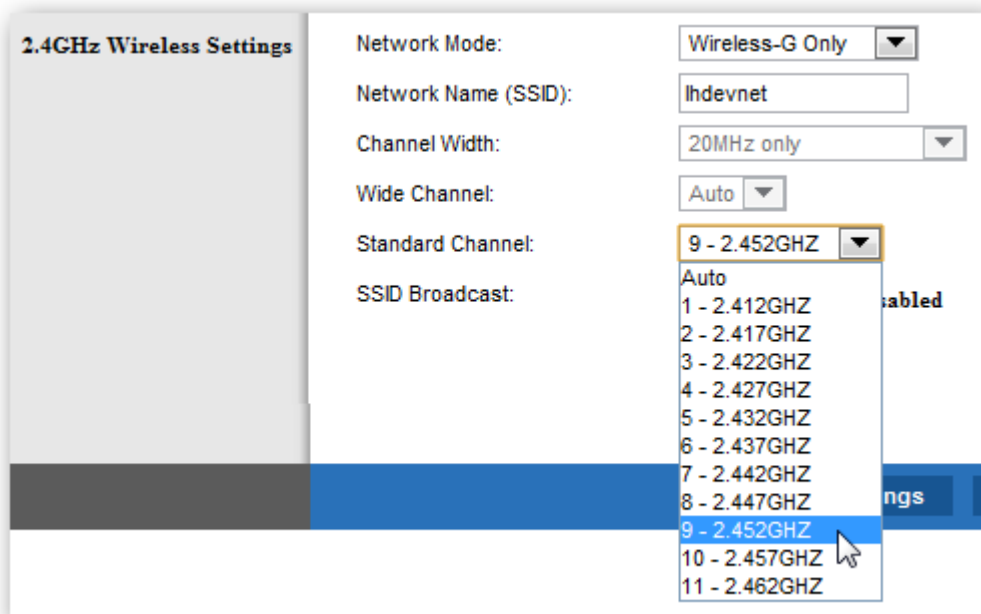 2.4GHz Wireless Settings
Network Mode: Wireless-G Only
Network Name (SSID): lhdevnet
Channel Width: 20MHz only
Wide Channel: Auto
Standard Channel: 9 - 2.452GHZ
SSID Broadcast: sabled
Auto
1 - 2.412GHZ
2 - 2.417GHZ
3 - 2.422GHZ
4 - 2.427GHZ
5 - 2.432GHZ
6 - 2.437GHZ
7 - 2.442GHZ
8 - 2.447GHZ
ngs
9 - 2.452GHZ
10 - 2.457GHZ
11 - 2.462GHZ